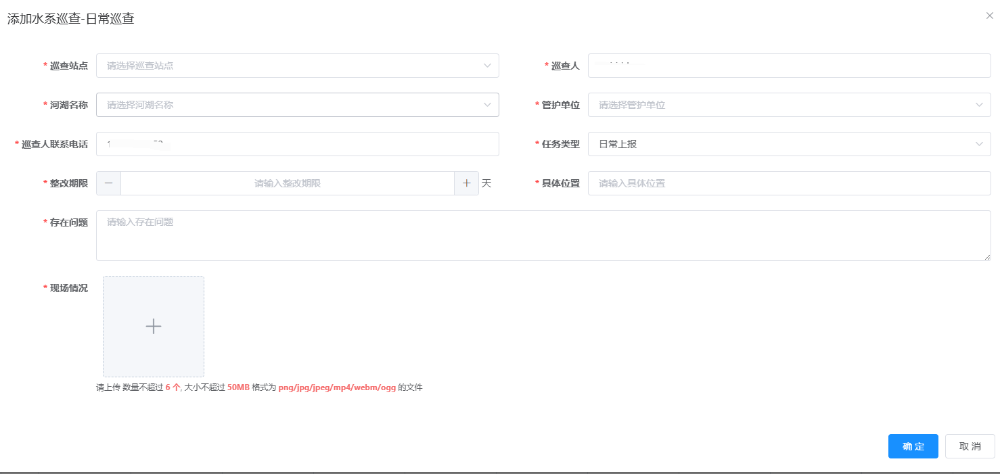 添加水系巡查-日常巡查
* 巡查站点 请选择巡查站点
* 巡查人
* 河湖名称 请选择河湖名称
* 管护单位 请选择管护单位
* 巡查人联系电话
* 任务类型 日常上报
* 整改期限 请输入整改期限 天
* 具体位置 请输入具体位置
* 存在问题 请输入存在问题
* 现场情况
请上传 数量不超过 6 个, 大小不超过 50MB 格式为 png/jpg/jpeg/mp4/webm/ogg 的文件
确 定
取 消